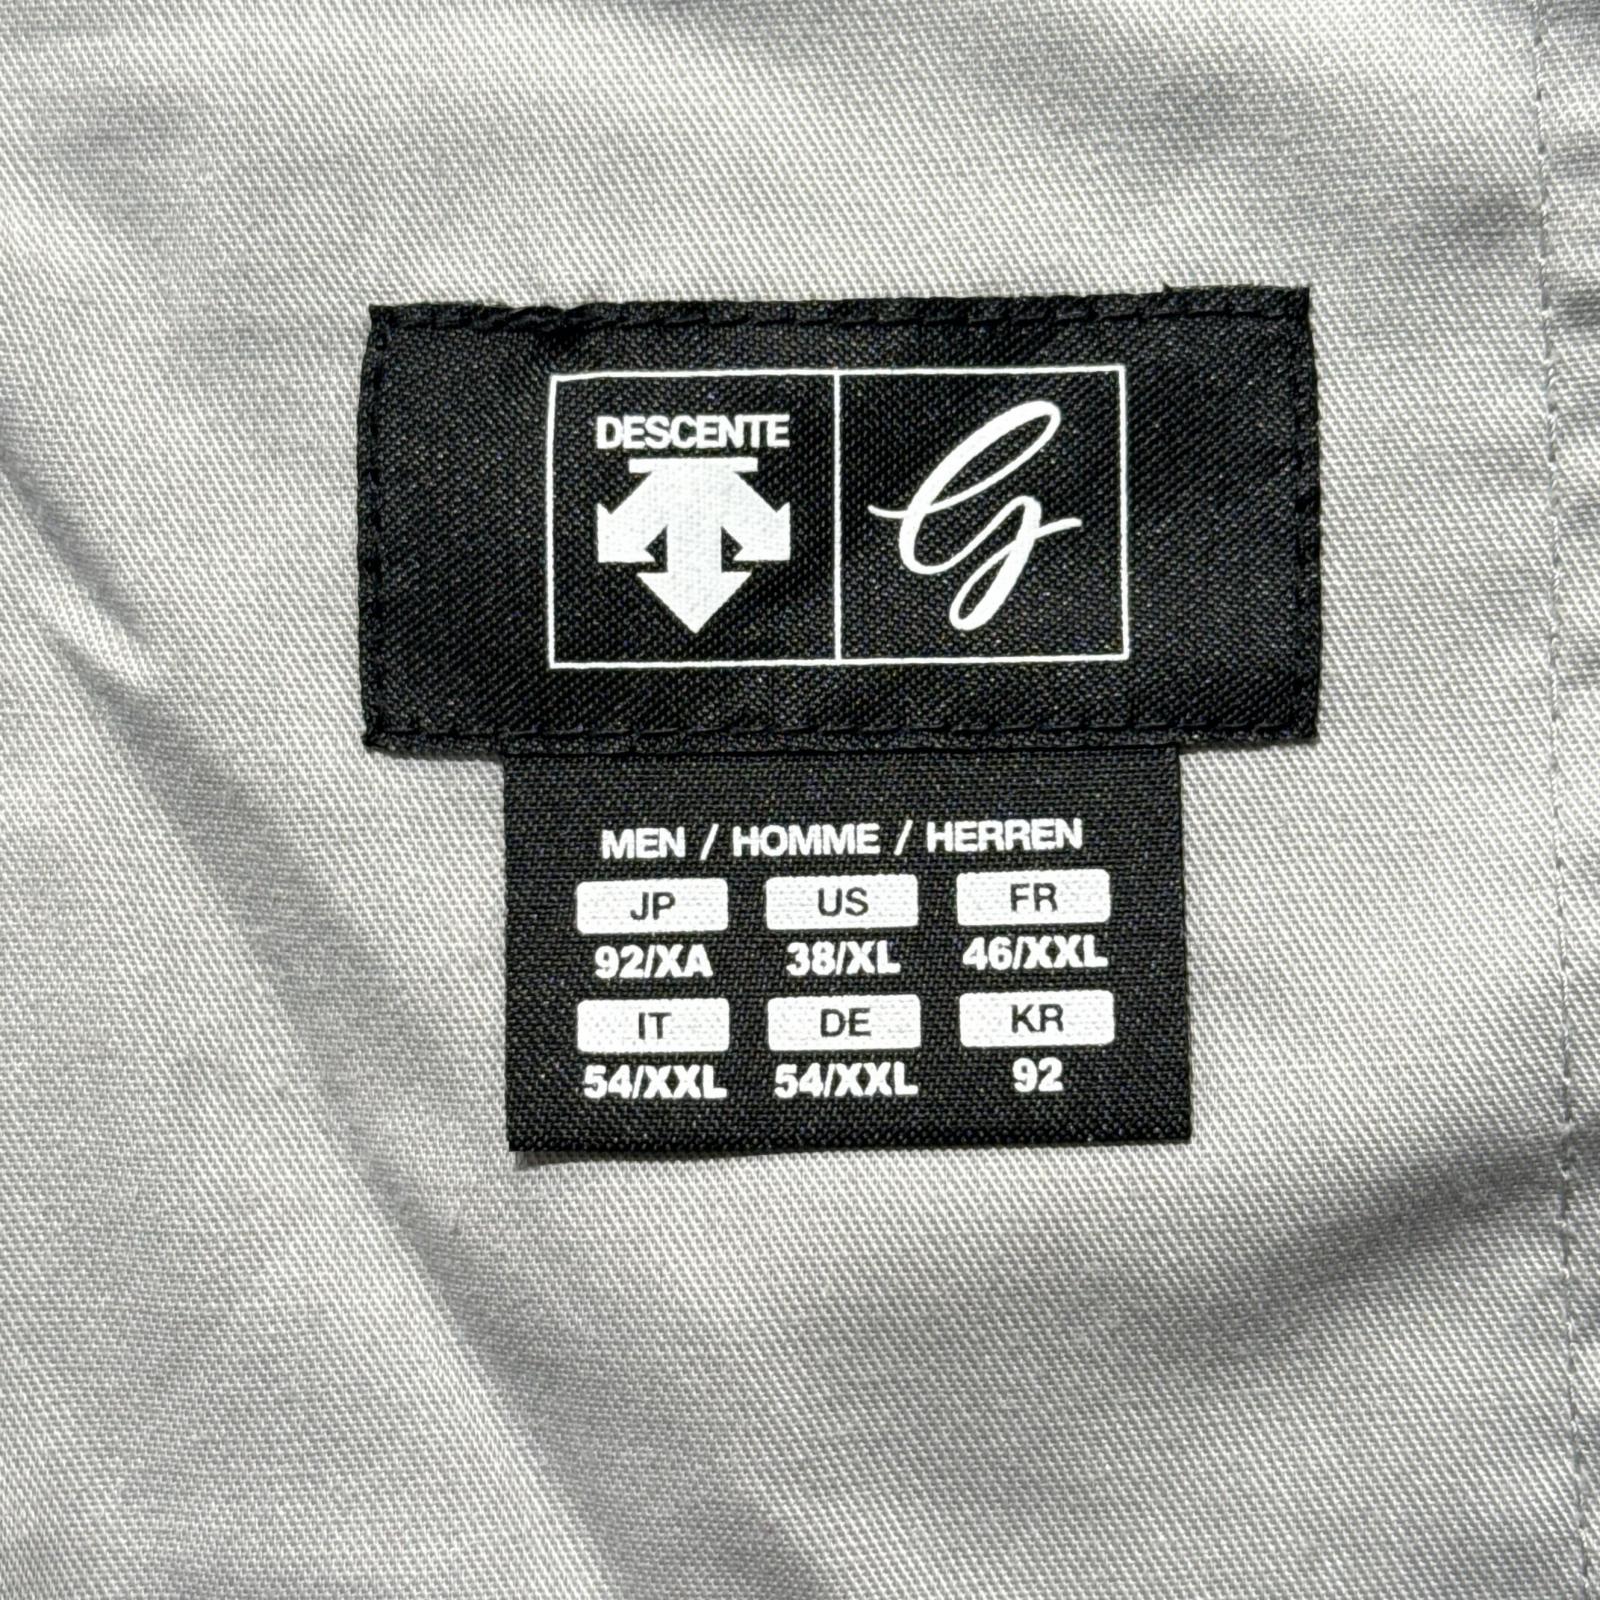 DESCENTE
G
MEN / HOMME / HERREN
JP US FR
92/XA 38/XL 46/XXL
IT DE KR
54/XXL 54/XXL 92